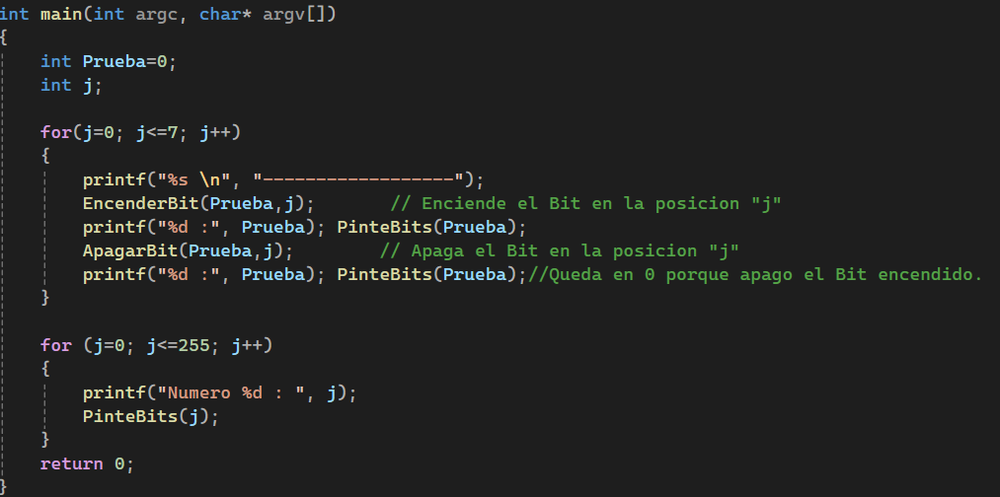 int main(int argc, char* argv[])
{
    int Prueba=0;
    int j;
    for(j=0; j<=7; j++)
    {
        printf("%s \n", "------------------");
        EncenderBit(Prueba,j);       // Enciende el Bit en la posicion "j"
        printf("%d :", Prueba); PinteBits(Prueba);
        ApagarBit(Prueba,j);        // Apaga el Bit en la posicion "j"
        printf("%d :", Prueba); PinteBits(Prueba);//Queda en 0 porque apago el Bit encendido.
    }
    for (j=0; j<=255; j++)
    {
        printf("Numero %d : ", j);
        PinteBits(j);
    }
    return 0;
}